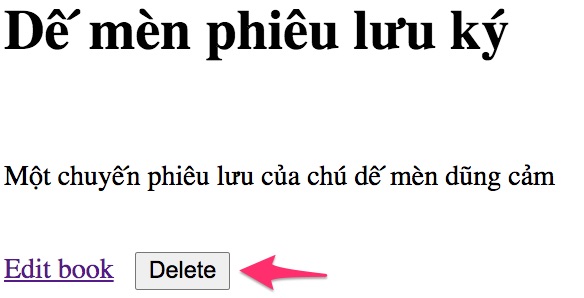 Dế mèn phiêu lưu ký
Một chuyến phiêu lưu của chú dế mèn dũng cảm
Edit book Delete